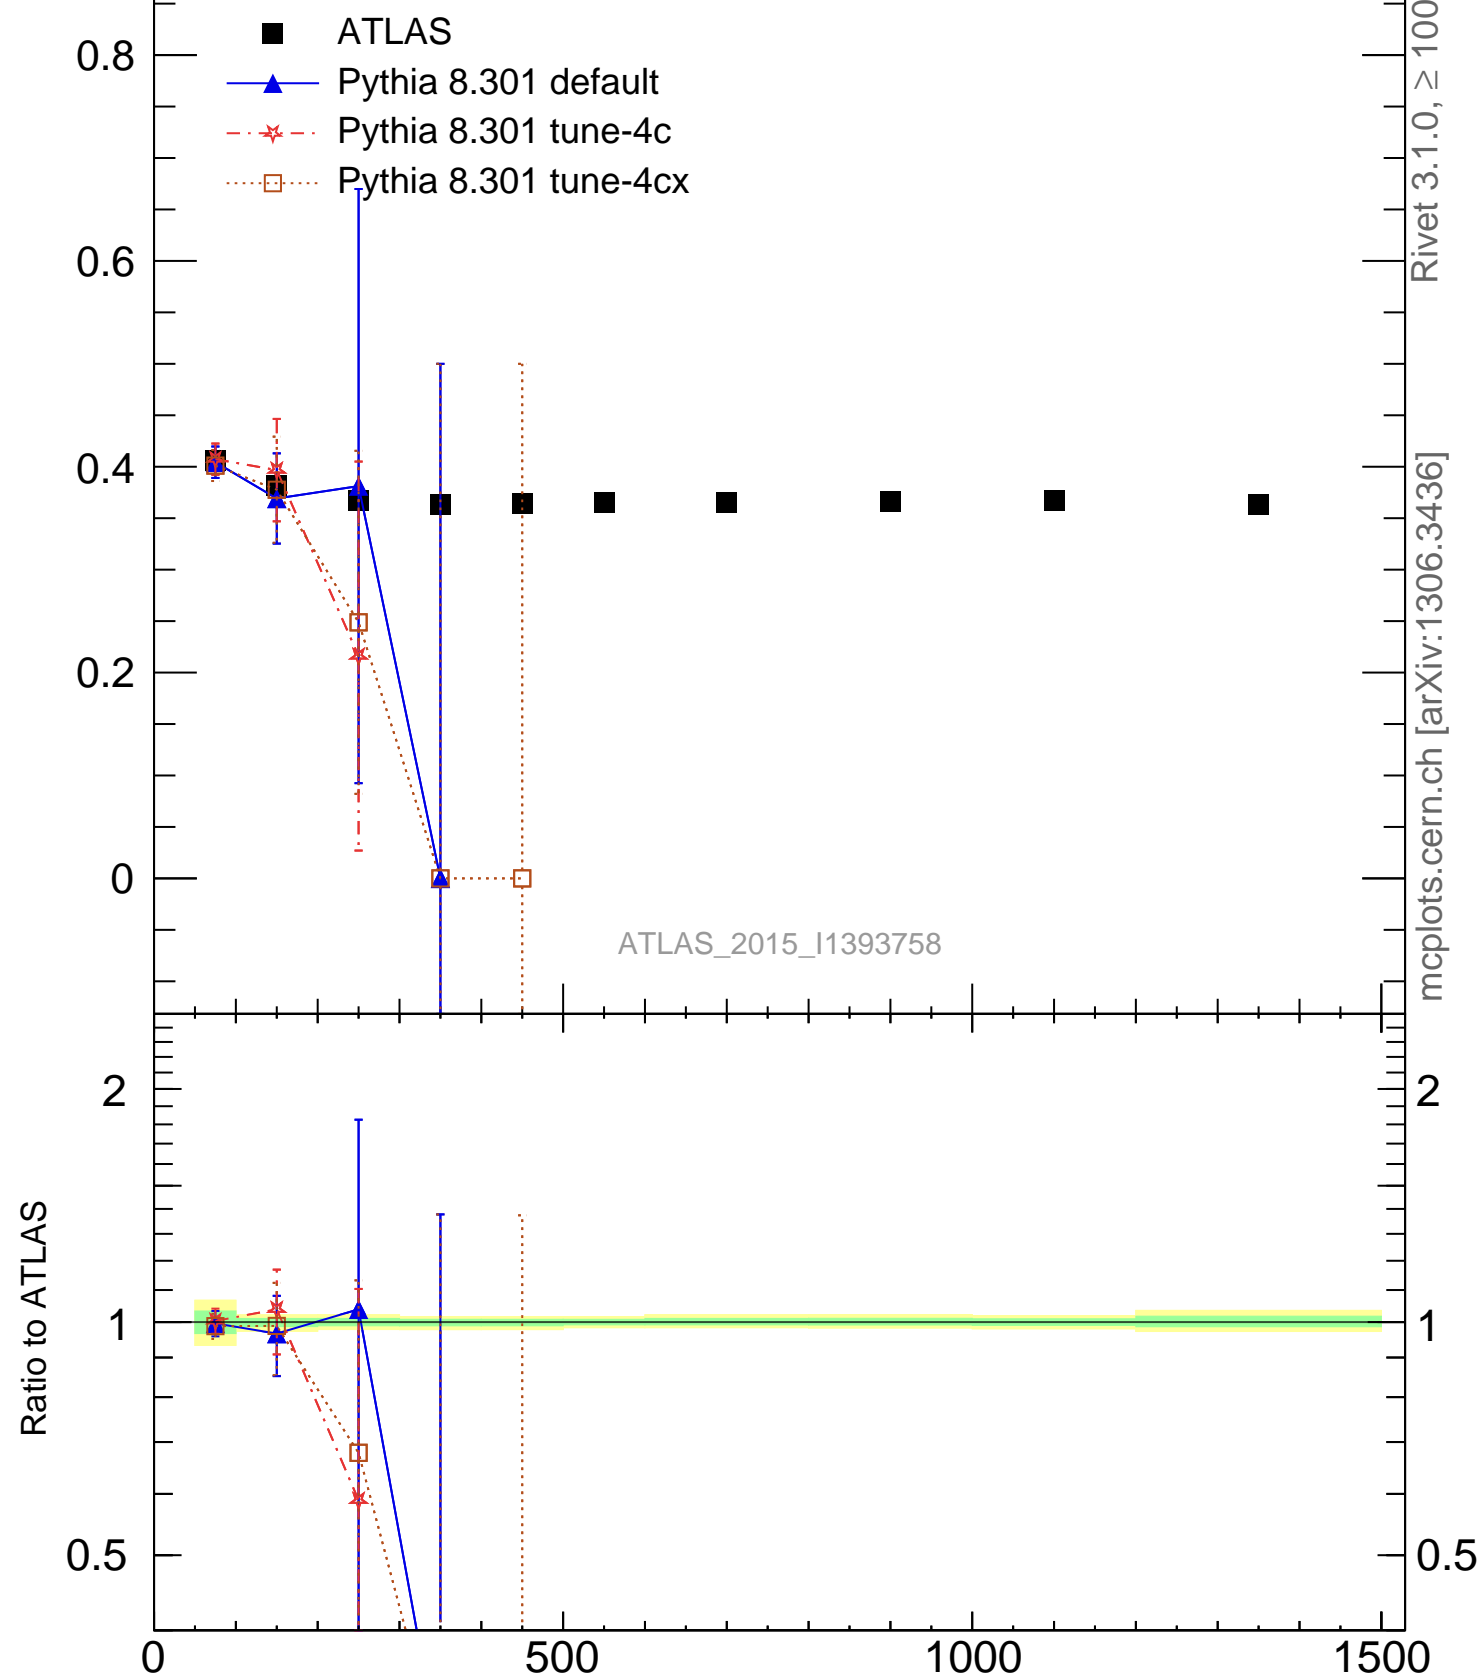 ATLAS
Pythia 8.301 default
Pythia 8.301 tune-4c
Pythia 8.301 tune-4cx
0.8
0.6
0.4
0.2
0
ATLAS_2015_I1393758
Rivet 3.1.0, ≥ 100
mcplots.cern.ch [arXiv:1306.3436]
Ratio to ATLAS
2
1
0.5
2
1
0.5
0
500
1000
1500